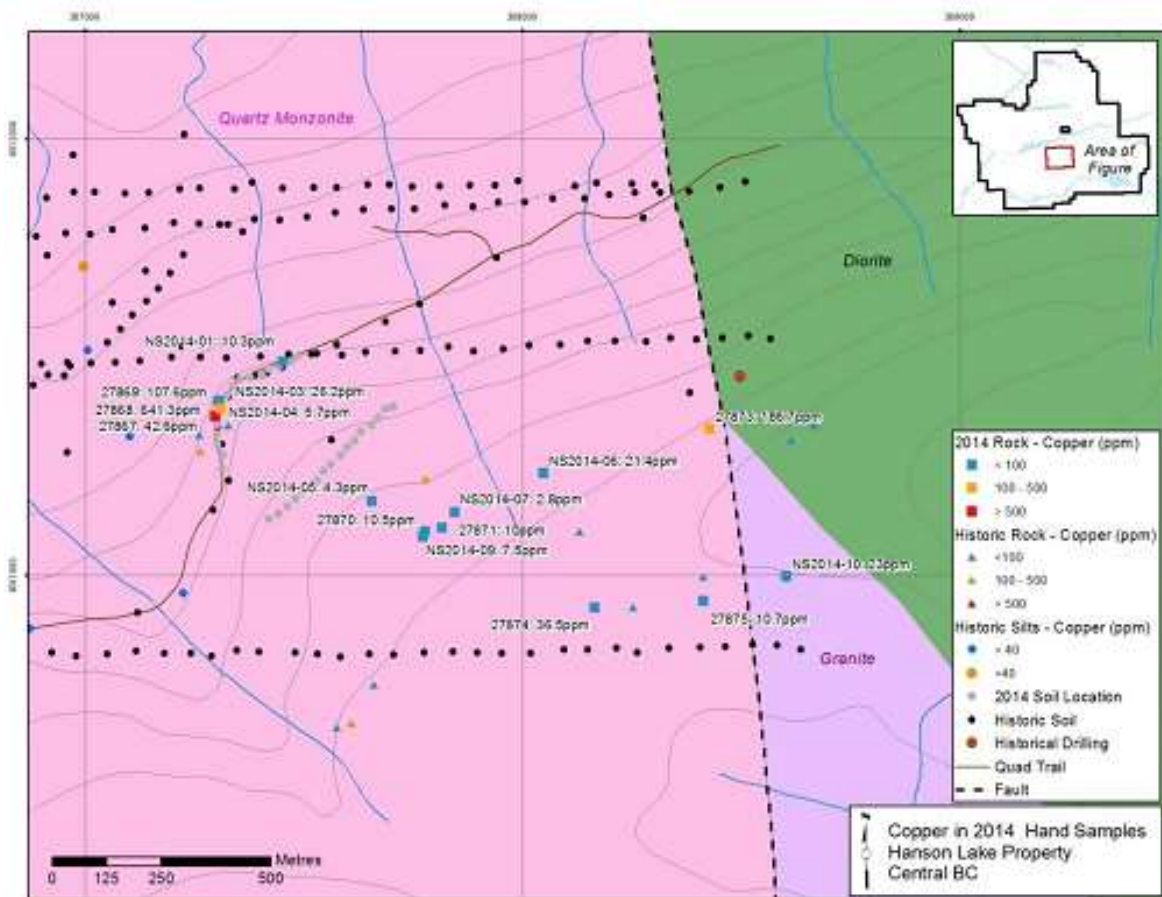 Quartz Monzonite
Area of
Figure
Diorite
NS2014-01: 10.3ppm
27869: 107.6ppm
NS2014-03: 26.2ppm
27868: 641.3ppm
NS2014-04: 5.7ppm
27867: 42.6ppm
NS2014-06: 21.4ppm
NS2014-05: 4.3ppm
NS2014-07: 2.8ppm
27870: 10.5ppm
27871: 10ppm
NS2014-09: 7.5ppm
NS2014-10: 23ppm
27874: 36.5ppm
27875: 10.7ppm
Granite
2014 Rock - Copper (ppm)
< 100
100 - 500
> 500
Historic Rock - Copper (ppm)
<100
100 - 500
> 500
Historic Silts - Copper (ppm)
< 40
>40
2014 Soil Location
Historic Soil
Historical Drilling
Quad Trail
Fault
Metres
0 125 250 500
Copper in 2014 Hand Samples
Hanson Lake Property
Central BC